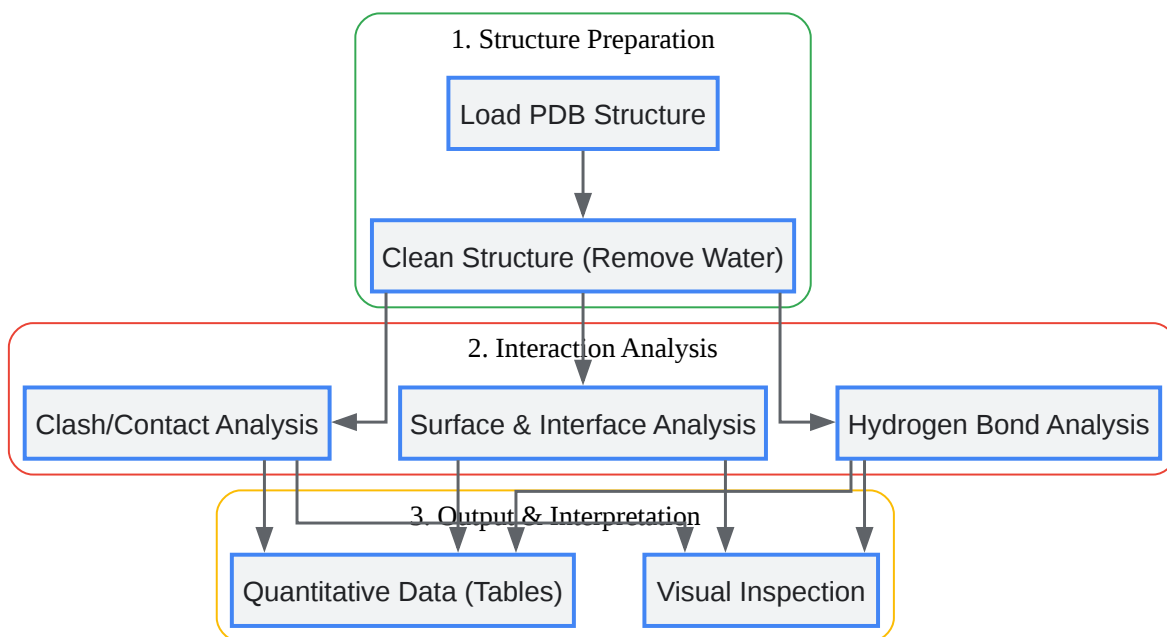 1. Structure Preparation
Load PDB Structure
Clean Structure (Remove Water)
2. Interaction Analysis
Clash/Contact Analysis
Surface & Interface Analysis
Hydrogen Bond Analysis
3. Output & Interpretation
Quantitative Data (Tables)
Visual Inspection